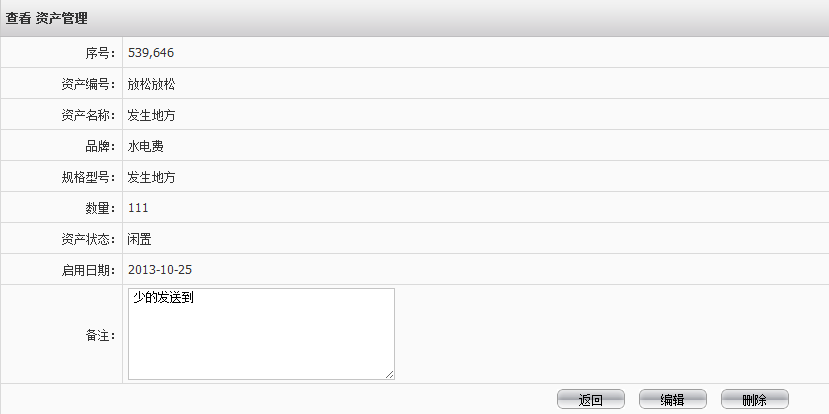 查看 资产管理
序号： 539,646
资产编号： 放松放松
资产名称： 发生地方
品牌： 水电费
规格型号： 发生地方
数量： 111
资产状态： 闲置
启用日期： 2013-10-25
备注： 少的发送到
返回 编辑 删除